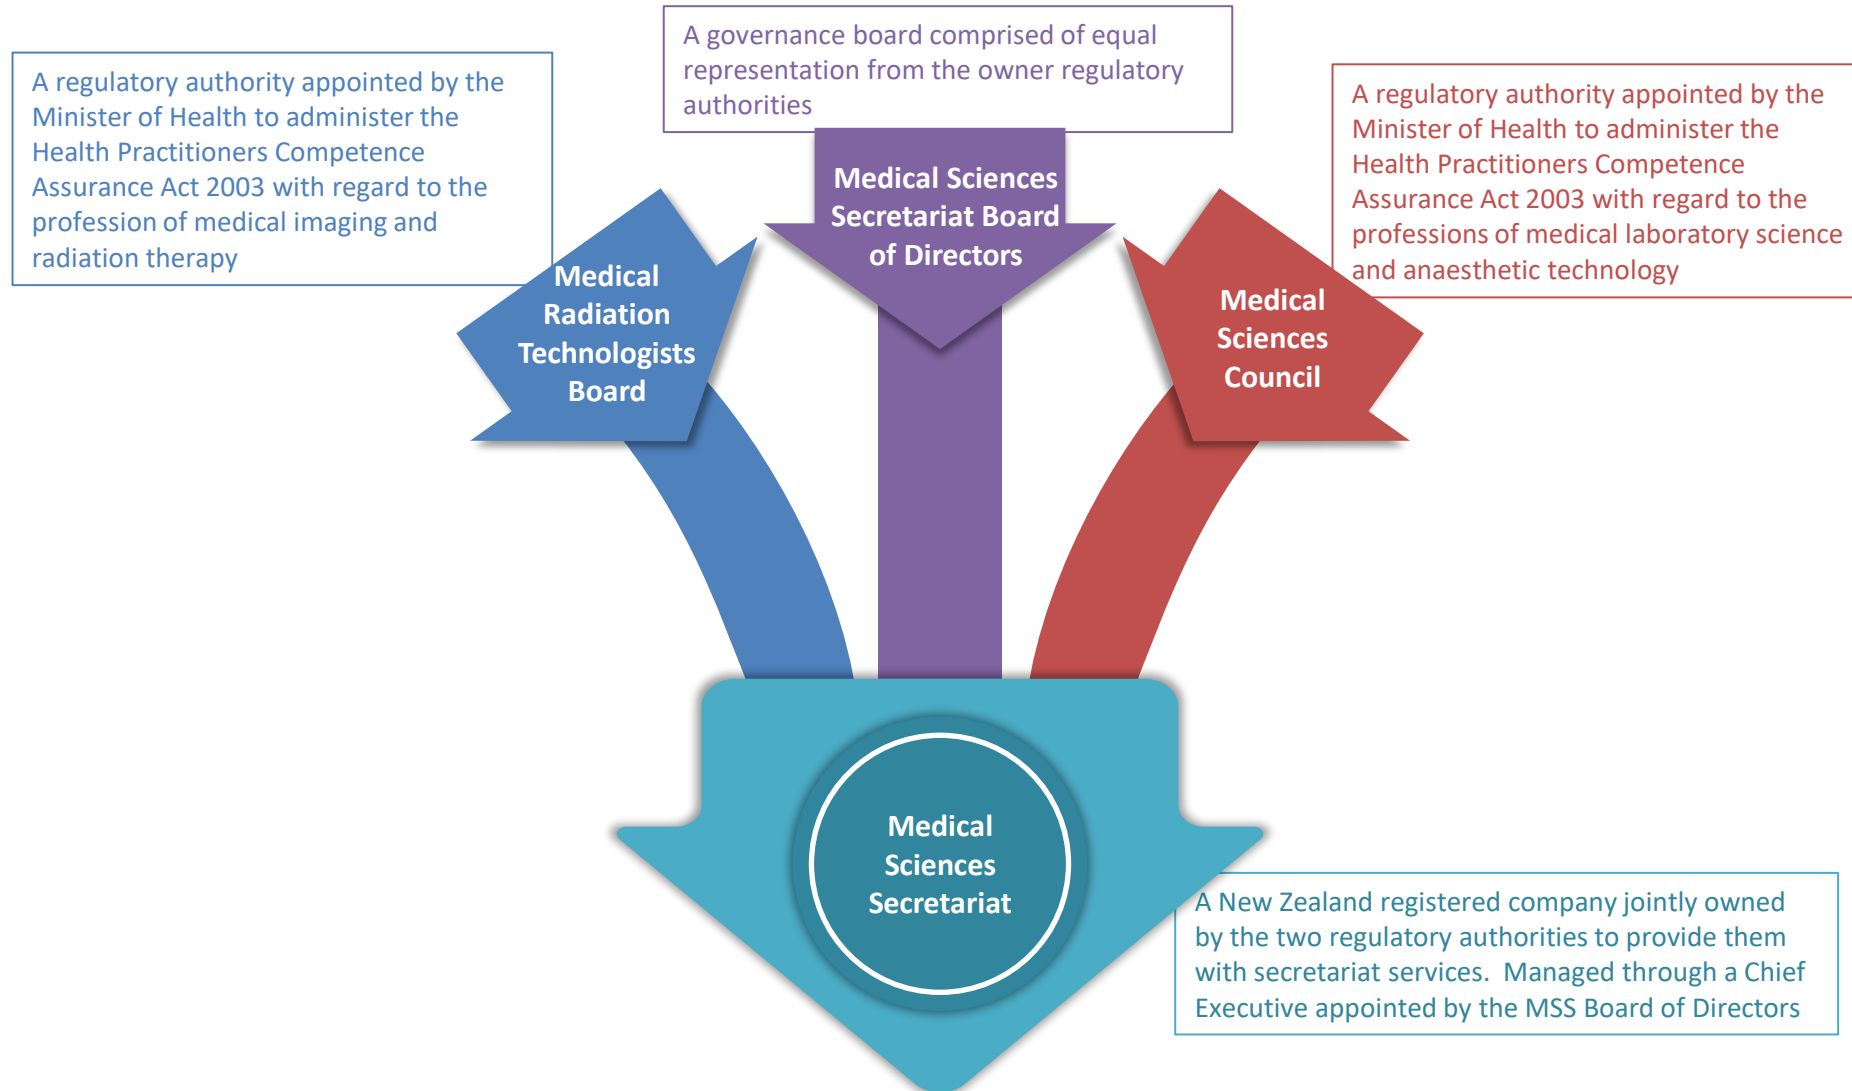 A governance board comprised of equal
representation from the owner regulatory
authorities
A regulatory authority appointed by the
Minister of Health to administer the
Health Practitioners Competence
Assurance Act 2003 with regard to the
profession of medical imaging and
radiation therapy
A regulatory authority appointed by the
Minister of Health to administer the
Health Practitioners Competence
Assurance Act 2003 with regard to the
professions of medical laboratory science
and anaesthetic technology
Medical Sciences
Secretariat Board
of Directors
Medical
Radiation
Technologists
Board
Medical
Sciences
Council
Medical
Sciences
Secretariat
A New Zealand registered company jointly owned
by the two regulatory authorities to provide them
with secretariat services.  Managed through a Chief
Executive appointed by the MSS Board of Directors